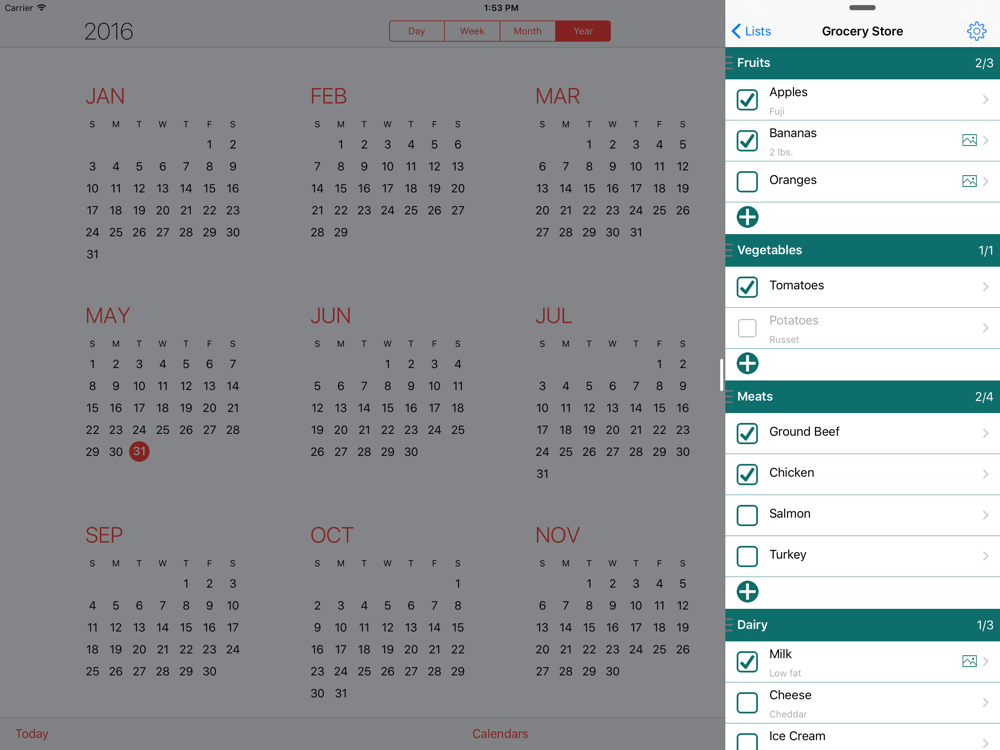 Carrier 1:53 PM
2016 Day Week Month Year
JAN FEB MAR
S M T W T F S S M T W T F S S M T W T F S
1 2 1 2 3 4 5 6 1 2 3 4 5
3 4 5 6 7 8 9 7 8 9 10 11 12 13 6 7 8 9 10 11 12
10 11 12 13 14 15 16 14 15 16 17 18 19 20 13 14 15 16 17 18 19
17 18 19 20 21 22 23 21 22 23 24 25 26 27 20 21 22 23 24 25 26
24 25 26 27 28 29 30 28 29 27 28 29 30 31
31
MAY JUN JUL
S M T W T F S S M T W T F S S M T W T F S
1 2 3 4 5 6 7 1 2 3 4 1 2
8 9 10 11 12 13 14 5 6 7 8 9 10 11 3 4 5 6 7 8 9
15 16 17 18 19 20 21 12 13 14 15 16 17 18 10 11 12 13 14 15 16
22 23 24 25 26 27 28 19 20 21 22 23 24 25 17 18 19 20 21 22 23
29 30 31 26 27 28 29 30 24 25 26 27 28 29 30
31
SEP OCT NOV
S M T W T F S S M T W T F S S M T W T F S
1 2 3 1 1 2 3 4 5
4 5 6 7 8 9 10 2 3 4 5 6 7 8 6 7 8 9 10 11 12
11 12 13 14 15 16 17 9 10 11 12 13 14 15 13 14 15 16 17 18 19
18 19 20 21 22 23 24 16 17 18 19 20 21 22 20 21 22 23 24 25 26
25 26 27 28 29 30 23 24 25 26 27 28 29 27 28 29 30
30 31
Today Calendars
Lists Grocery Store
Fruits 2/3
Apples
Fuji
Bananas
2 lbs.
Oranges
Vegetables 1/1
Tomatoes
Potatoes
Russet
Meats 2/4
Ground Beef
Chicken
Salmon
Turkey
Dairy 1/3
Milk
Low fat
Cheese
Cheddar
Ice Cream